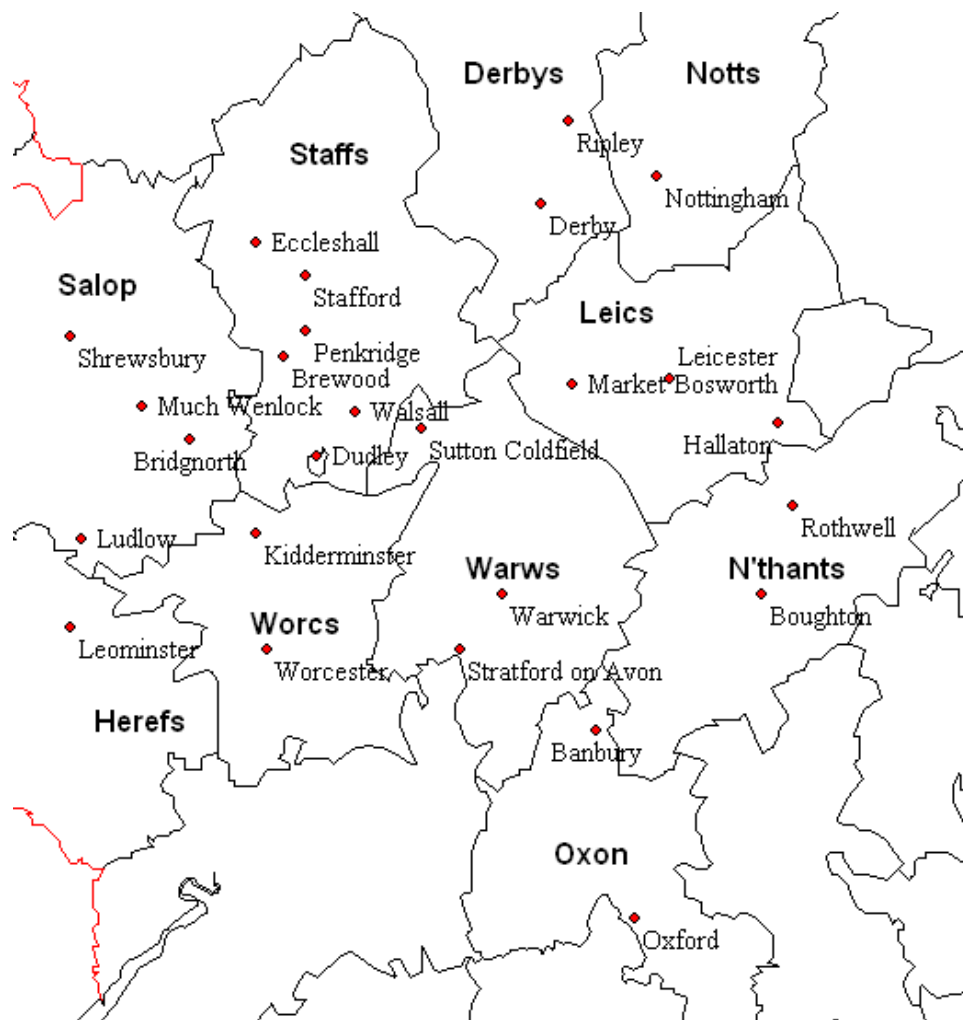 Derbys
Notts
Ripley
Staffs
Nottingham
Derby
Eccleshall
Salop
Stafford
Leics
Shrewsbury
Penkridge
Leicester
Brewood
Market Bosworth
Much Wenlock
Walsall
Hallaton
Bridgnorth
Dudley
Sutton Coldfield
Ludlow
Rothwell
Kidderminster
Warws
N'thants
Warwick
Boughton
Worcs
Leominster
Worcester
Stratford on Avon
Herefs
Banbury
Oxon
Oxford